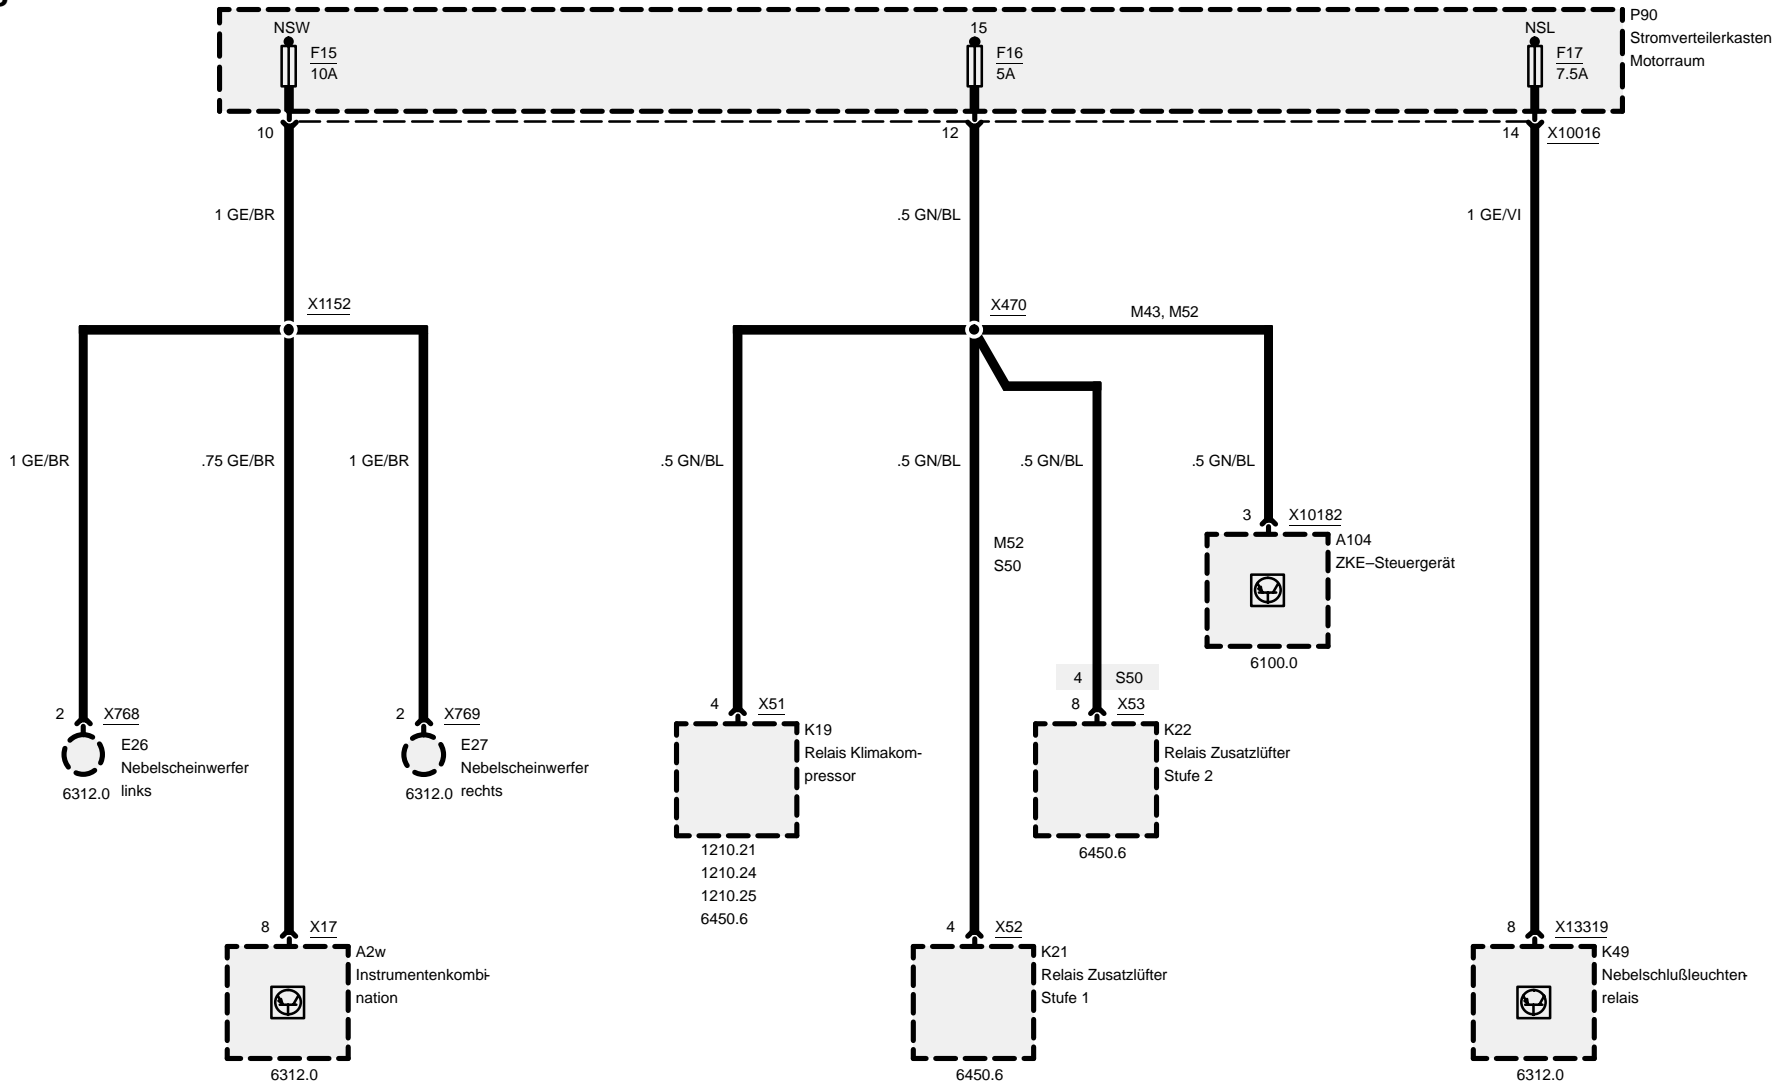 NSW
15
NSL
P90
Stromverteilerkasten
Motorraum
F15
10A
F16
5A
F17
7.5A
10
12
14
X10016
1 GE/BR
.5 GN/BL
1 GE/VI
X1152
X470
M43, M52
1 GE/BR
.75 GE/BR
1 GE/BR
.5 GN/BL
.5 GN/BL
.5 GN/BL
.5 GN/BL
3
X10182
A104
ZKE–Steuergerät
6100.0
M52
S50
4
S50
8
X53
2
X768
2
X769
4
X51
E26
Nebelscheinwerfer
links
6312.0
E27
Nebelscheinwerfer
rechts
6312.0
K19
Relais Klimakom-
pressor
1210.21
1210.24
1210.25
6450.6
K22
Relais Zusatzlüfter
Stufe 2
6450.6
8
X17
A2w
Instrumentenkombi-
nation
6312.0
4
X52
K21
Relais Zusatzlüfter
Stufe 1
6450.6
8
X13319
K49
Nebelschlußleuchten-
relais
6312.0